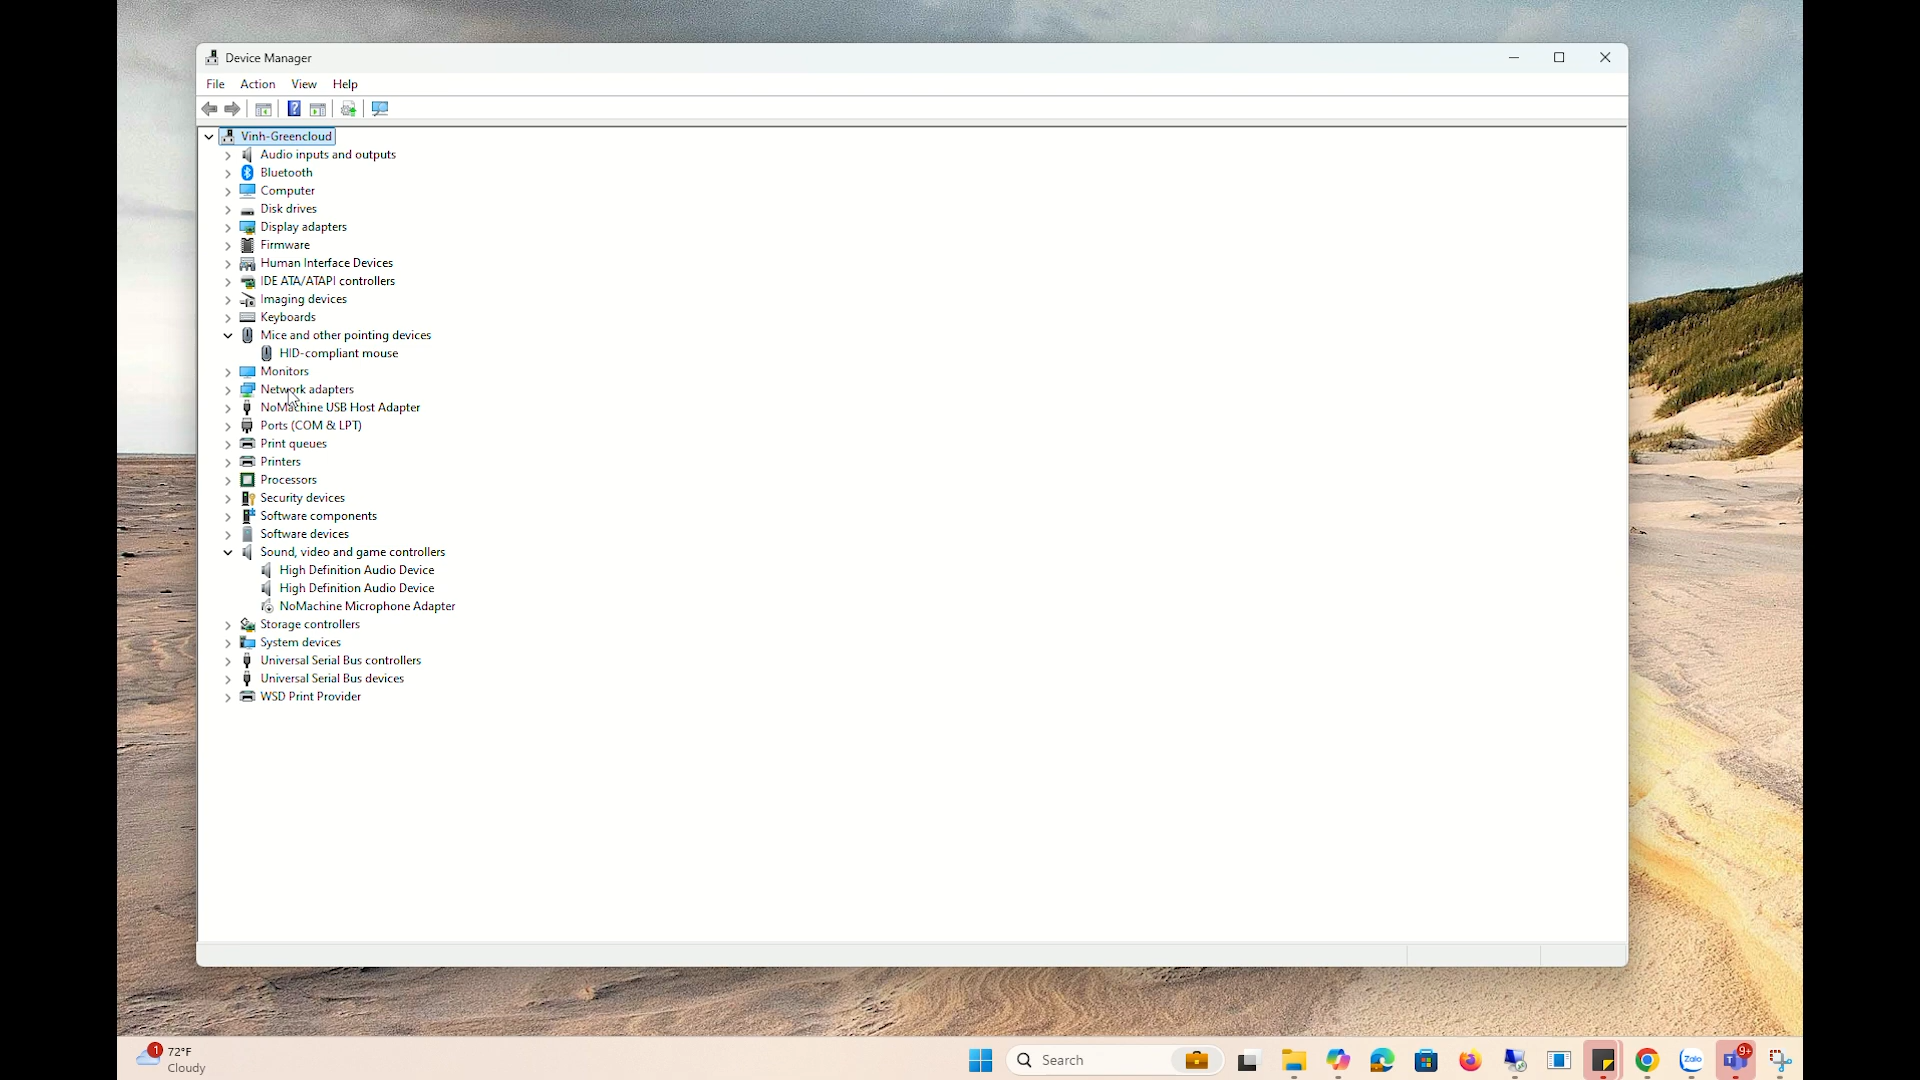 Device Manager
File Action View Help
Vinh-Greencloud
Audio inputs and outputs
Bluetooth
Computer
Disk drives
Display adapters
Firmware
Human Interface Devices
IDE ATA/ATAPI controllers
Imaging devices
Keyboards
Mice and other pointing devices
HID-compliant mouse
Monitors
Network adapters
NoMachine USB Host Adapter
Ports (COM & LPT)
Print queues
Printers
Processors
Security devices
Software components
Software devices
Sound, video and game controllers
High Definition Audio Device
High Definition Audio Device
NoMachine Microphone Adapter
Storage controllers
System devices
Universal Serial Bus controllers
Universal Serial Bus devices
WSD Print Provider
1
72°F
Cloudy
Search
Zalo
T
9+